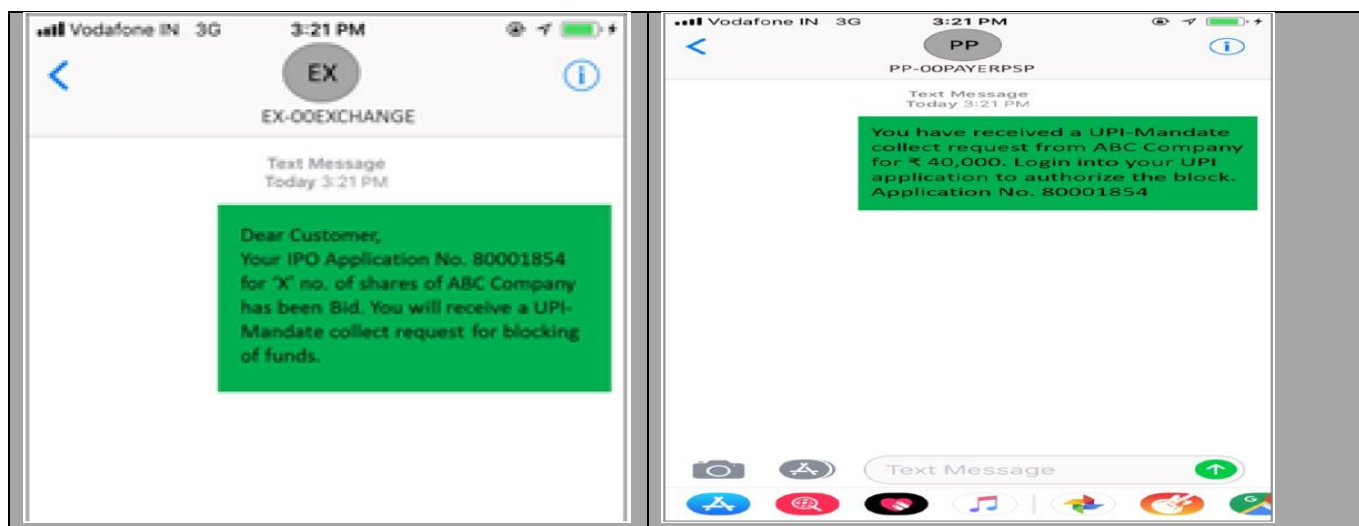 Vodafone IN 3G 3:21 PM
EX
EX-OOEXCHANGE
Text Message
Today 3:21 PM
Dear Customer,
Your IPO Application No. 80001854
for 'X' no. of shares of ABC Company
has been Bid. You will receive a UPI-
Mandate collect request for blocking
of funds.
Vodafone IN 3G 3:21 PM
PP
PP-OOPAYERPSP
Text Message
Today 3:21 PM
You have received a UPI-Mandate
collect request from ABC Company
for ₹ 40,000. Login into your UPI
application to authorize the block.
Application No. 80001854
Text Message